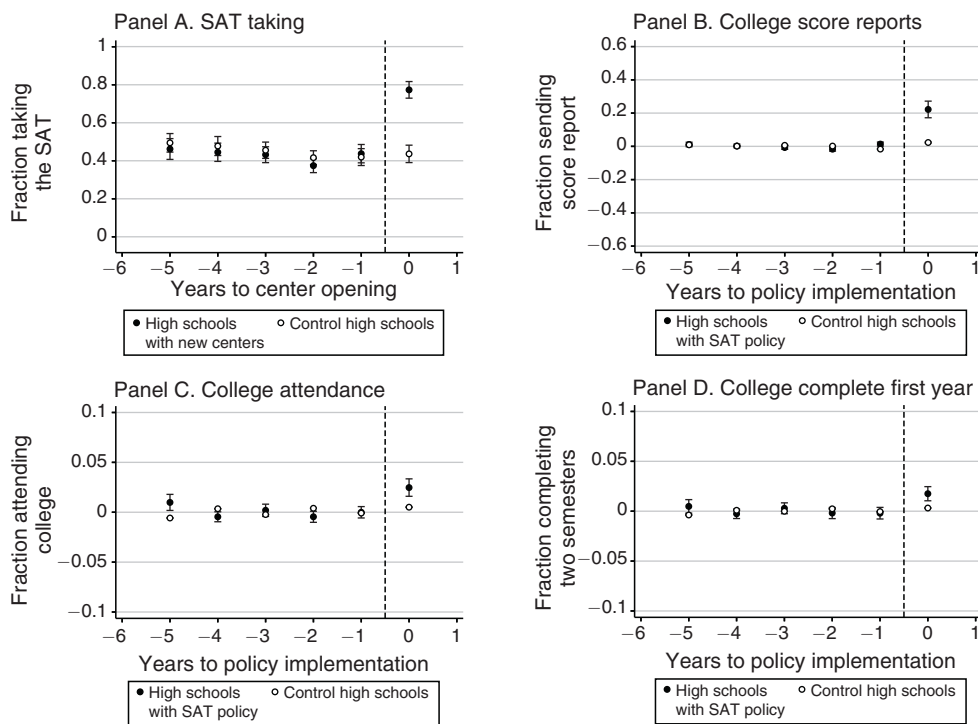 Panel A. SAT taking
Fraction taking
the SAT
1
0.8
0.6
0.4
0.2
0
−6 −5 −4 −3 −2 −1 0 1
Years to center opening
High schools with new centers
Control high schools
Panel B. College score reports
Fraction sending
score report
0.6
0.4
0.2
0
−0.2
−0.4
−0.6
−6 −5 −4 −3 −2 −1 0 1
Years to policy implementation
High schools with SAT policy
Control high schools
Panel C. College attendance
Fraction attending
college
0.1
0.05
0
−0.05
−0.1
−6 −5 −4 −3 −2 −1 0 1
Years to policy implementation
High schools with SAT policy
Control high schools
Panel D. College complete first year
Fraction completing
two semesters
0.1
0.05
0
−0.05
−0.1
−6 −5 −4 −3 −2 −1 0 1
Years to policy implementation
High schools with SAT policy
Control high schools